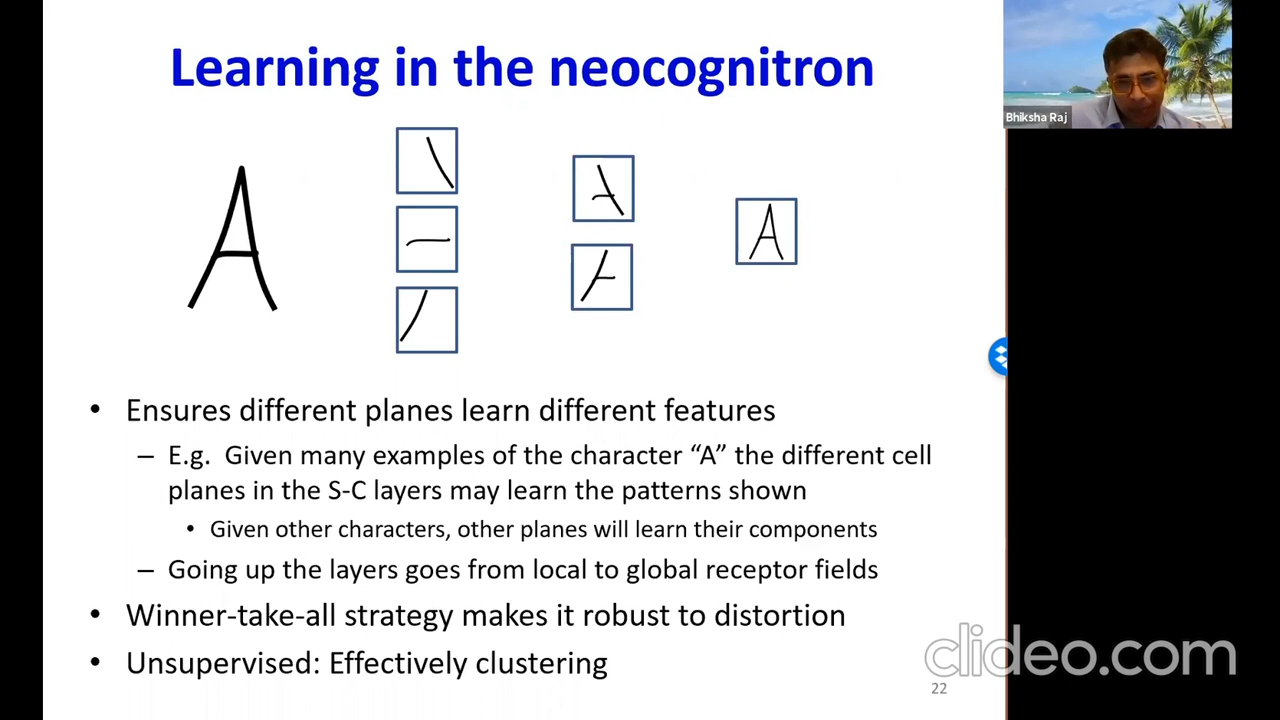 Learning in the neocognitron
Bhiksha Raj
A
A
• Ensures different planes learn different features
– E.g. Given many examples of the character “A” the different cell
planes in the S-C layers may learn the patterns shown
• Given other characters, other planes will learn their components
– Going up the layers goes from local to global receptor fields
• Winner-take-all strategy makes it robust to distortion
• Unsupervised: Effectively clustering
clideo.com
22